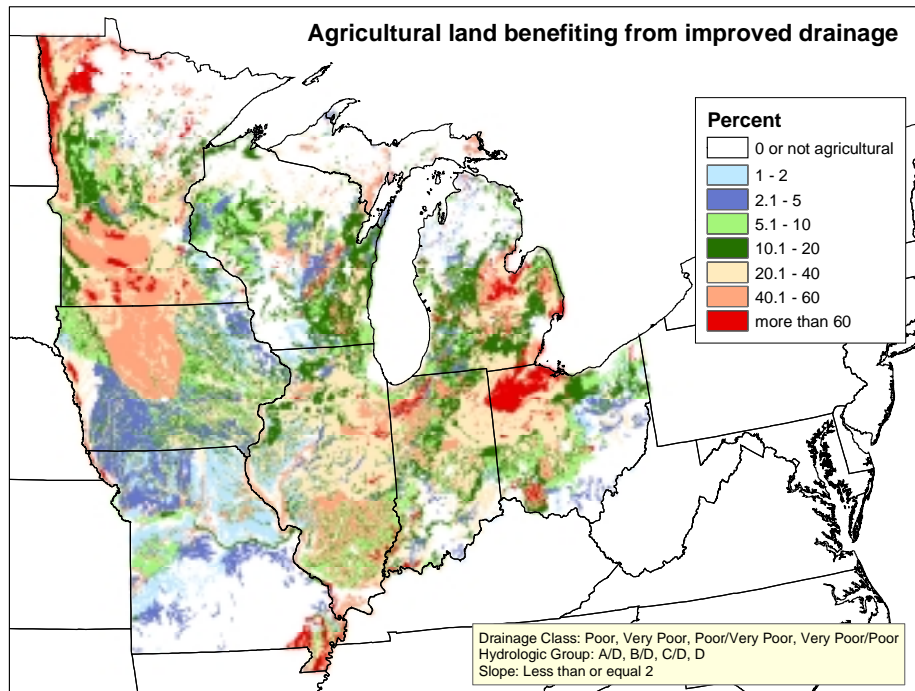 Agricultural land benefiting from improved drainage
Percent
0 or not agricultural
1 - 2
2.1 - 5
5.1 - 10
10.1 - 20
20.1 - 40
40.1 - 60
more than 60
Drainage Class: Poor, Very Poor, Poor/Very Poor, Very Poor/Poor
Hydrologic Group: A/D, B/D, C/D, D
Slope: Less than or equal 2